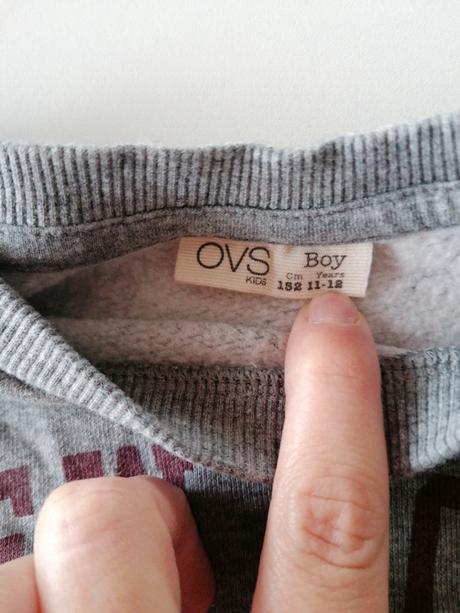 OVS
KIDS
Boy
Cm Years
152 11-12